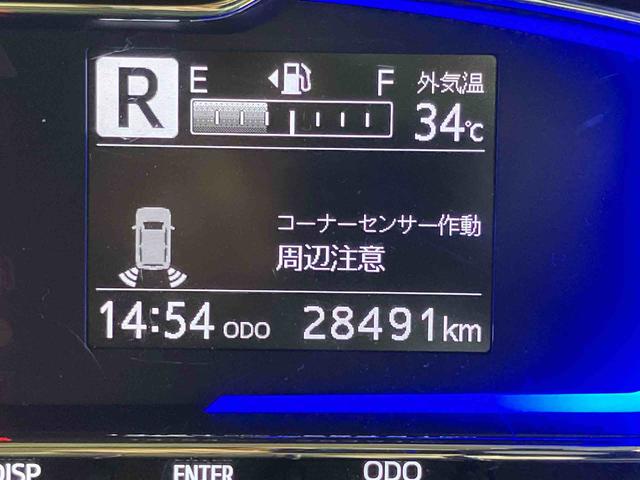 R E F 外気温
34℃
コーナーセンサー作動
周辺注意
14:54 ODO 28491km
DISP ENTER ODO